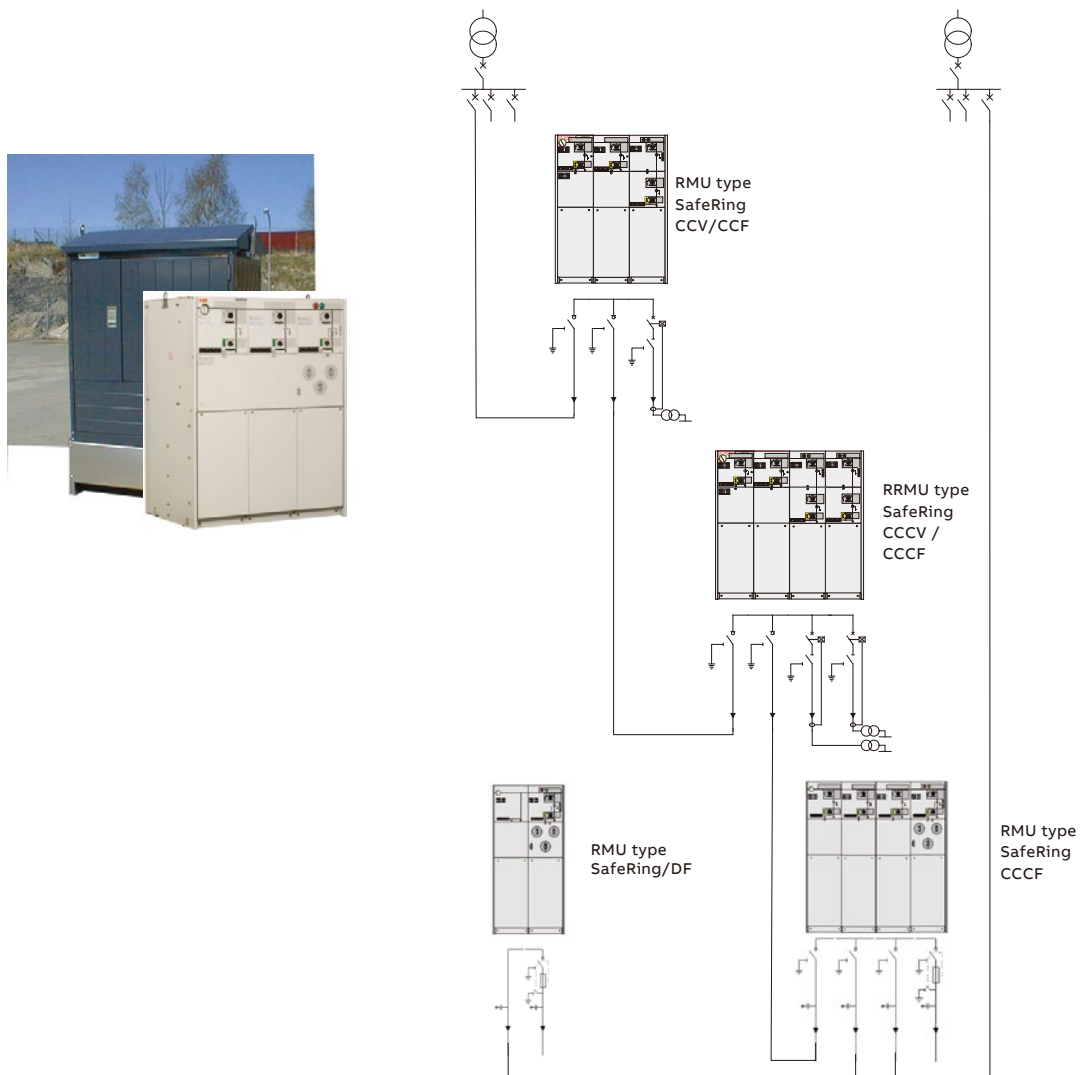 RMU type
SafeRing
CCV/CCF
RRMU type
SafeRing
CCCV /
CCCF
RMU type
SafeRing/DF
RMU type
SafeRing
CCCF